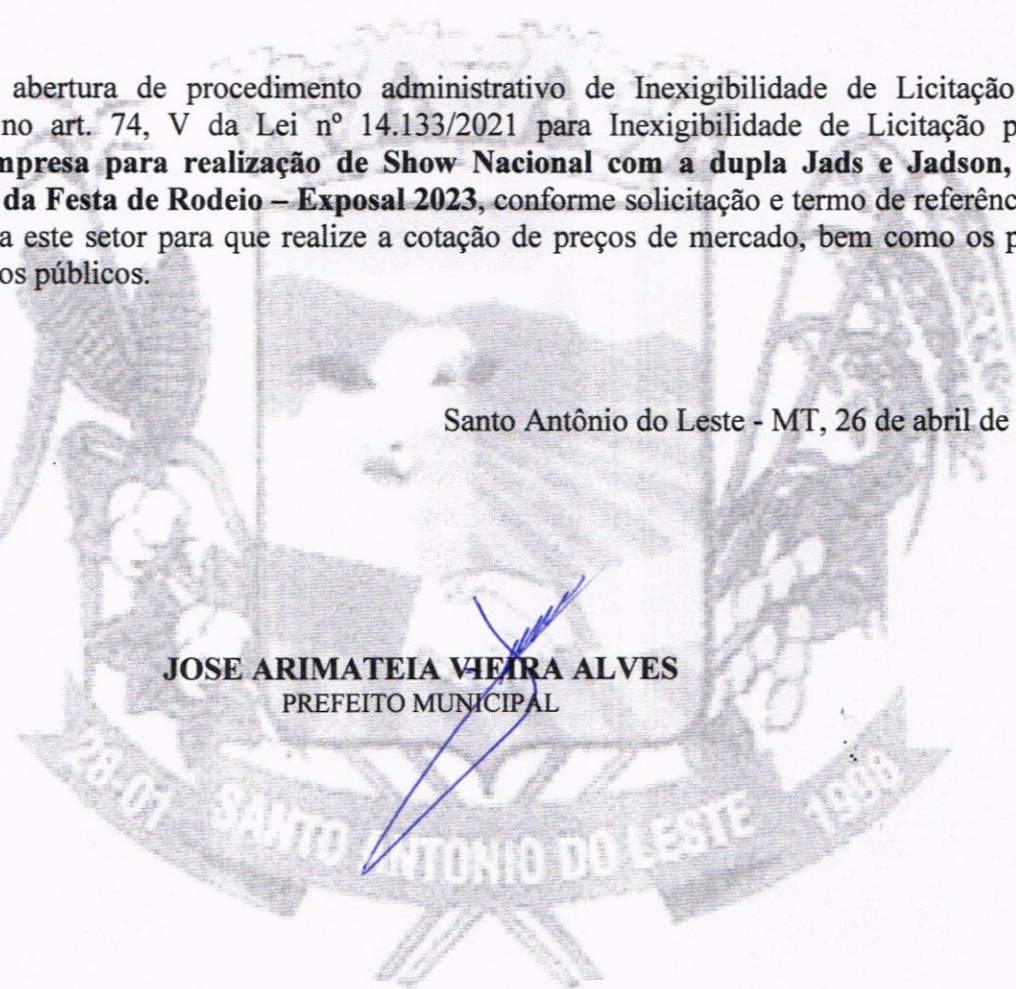 abertura de procedimento administrativo de Inexigibilidade de Licitação
no art. 74, V da Lei nº 14.133/2021 para Inexigibilidade de Licitação p
mpresa para realização de Show Nacional com a dupla Jads e Jadson,
da Festa de Rodeio – Exposal 2023, conforme solicitação e termo de referênc
a este setor para que realize a cotação de preços de mercado, bem como os p
os públicos.
Santo Antônio do Leste - MT, 26 de abril de
JOSE ARIMATEIA VIEIRA ALVES
PREFEITO MUNICIPAL
28-01 SANTO ANTONIO DO LESTE 1998